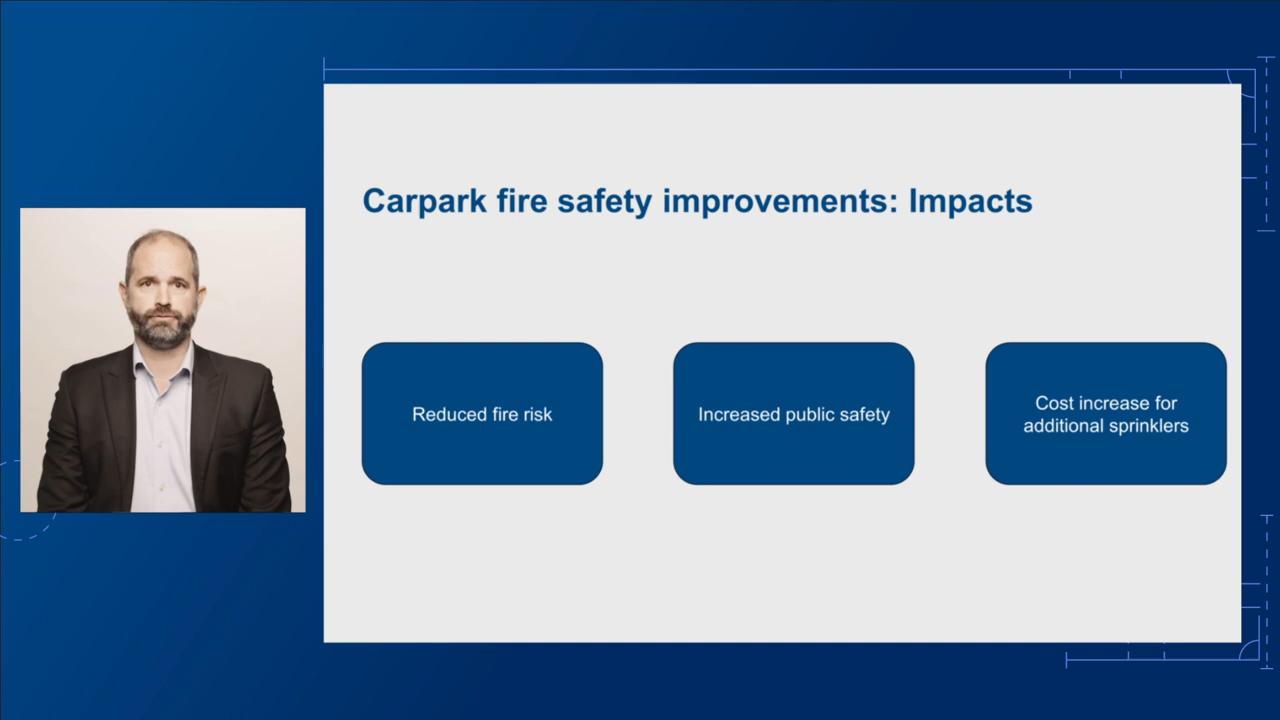 Carpark fire safety improvements: Impacts
Reduced fire risk
Increased public safety
Cost increase for
additional sprinklers